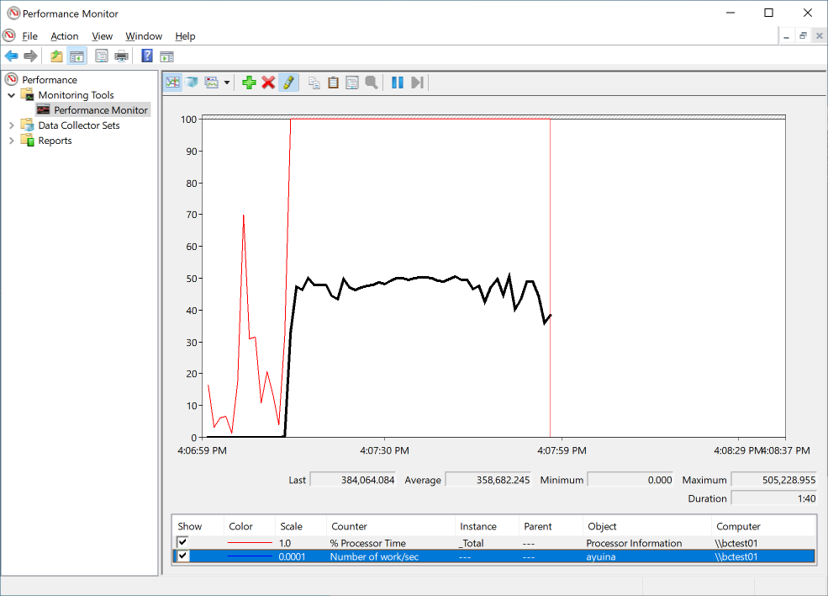 Performance Monitor
File Action View Window Help
Performance
Monitoring Tools
Performance Monitor
Data Collector Sets
Reports
100
90
80
70
60
50
40
30
20
10
0
4:06:59 PM 4:07:30 PM 4:07:59 PM 4:08:29 PM 4:08:37 PM
Last 384,064.084 Average 358,682.245 Minimum 0.000 Maximum 505,228.955
Duration 1:40
Show Color Scale Counter Instance Parent Object Computer
1.0 % Processor Time _Total --- Processor Information \\bctest01
0.0001 Number of work/sec --- --- ayuina \\bctest01